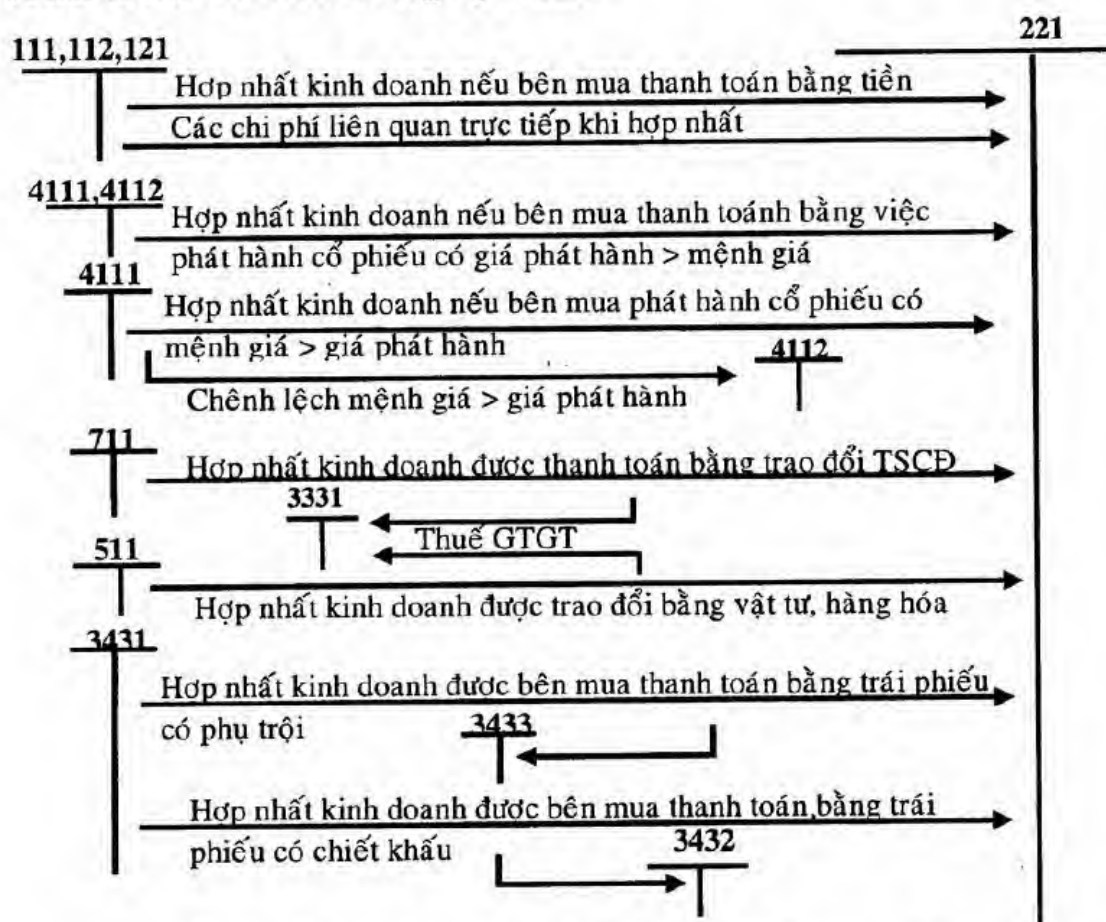 221
111,112,121
Hợp nhất kinh doanh nếu bên mua thanh toán bằng tiền
Các chi phí liên quan trực tiếp khi hợp nhất
4111,4112
Hợp nhất kinh doanh nếu bên mua thanh toánh bằng việc
phát hành cổ phiếu có giá phát hành > mệnh giá
4111
Hợp nhất kinh doanh nếu bên mua phát hành cổ phiếu có
mệnh giá > giá phát hành
4112
Chênh lệch mệnh giá > giá phát hành
711
Hợp nhất kinh doanh được thanh toán bằng trao đổi TSCĐ
3331
Thuế GTGT
511
Hợp nhất kinh doanh được trao đổi bằng vật tư, hàng hóa
3431
Hợp nhất kinh doanh được bên mua thanh toán bằng trái phiếu
có phụ trội
3433
Hợp nhất kinh doanh được bên mua thanh toán,bằng trái
phiếu có chiết khấu
3432